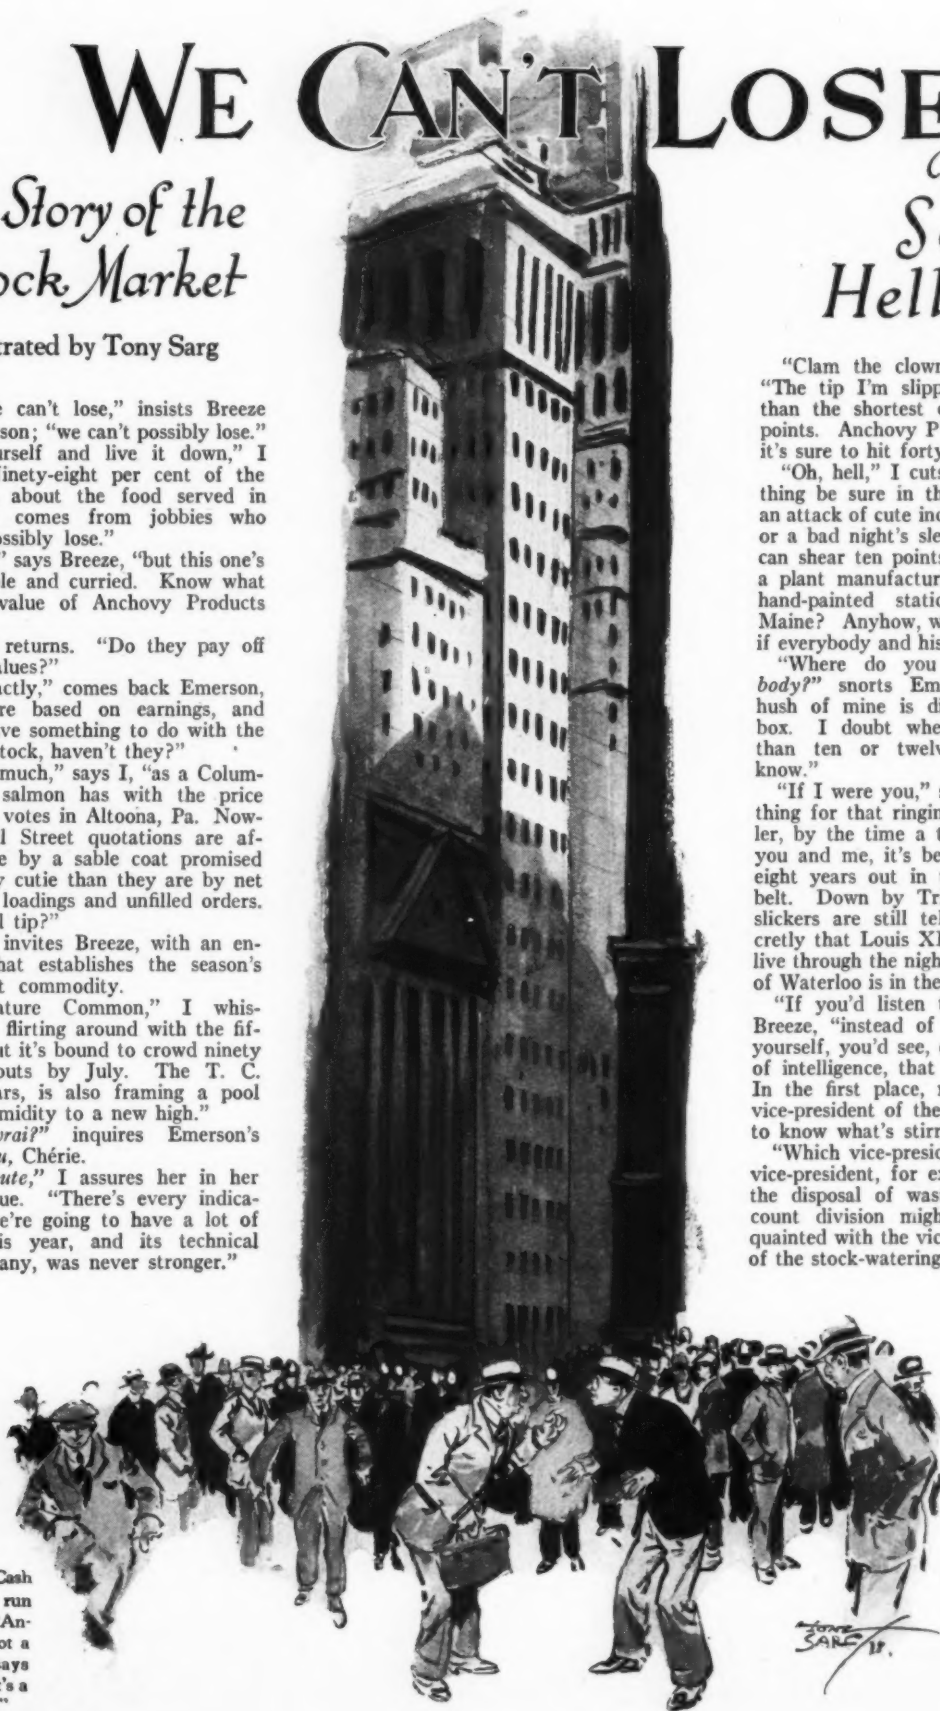 WE CAN'T LOSE
Story of the
ock Market
trated by Tony Sarg
e can't lose," insists Breeze
son; "we can't possibly lose."
urself and live it down," I
Ninety-eight per cent of the
about the food served in
comes from jobbies who
ossibly lose."
" says Breeze, "but this one's
le and curried. Know what
value of Anchovy Products
returns. "Do they pay off
alues?"
actly," comes back Emerson,
re based on earnings, and
ve something to do with the
tock, haven't they?"
much," says I, "as a Colum-
salmon has with the price
votes in Altoona, Pa. Now-
l Street quotations are af-
e by a sable coat promised
y cutie than they are by net
loadings and unfilled orders.
l tip?"
invites Breeze, with an en-
hat establishes the season's
t commodity.
ature Common," I whis-
flirting around with the fif-
ut it's bound to crowd ninety
outs by July. The T. C.
ars, is also framing a pool
midity to a new high."
vrai?" inquires Emerson's
u, Chérie.
ute," I assures her in her
ue. "There's every indica-
e're going to have a lot of
is year, and its technical
any, was never stronger."
S
Hell
"Clam the clown
"The tip I'm slipp
than the shortest
points. Anchovy P
it's sure to hit forty
"Oh, hell," I cuts
thing be sure in th
an attack of cute in
or a bad night's sle
can shear ten points
a plant manufactur
hand-painted static
Maine? Anyhow, w
if everybody and his
"Where do you
body?" snorts Em
hush of mine is di
box. I doubt whe
than ten or twelv
know."
"If I were you,"
thing for that ringin
ler, by the time a t
you and me, it's be
eight years out in
belt. Down by Tr
slickers are still te
cretly that Louis XI
live through the nigh
of Waterloo is in the
"If you'd listen
Breeze, "instead of
yourself, you'd see,
of intelligence, that
In the first place,
vice-president of the
to know what's stirr
"Which vice-presi
vice-president, for e
the disposal of was
count division migh
quainted with the vic
of the stock-watering
Cash
run
An-
ot a
ays
t's a
"
TONY
SARG 28.